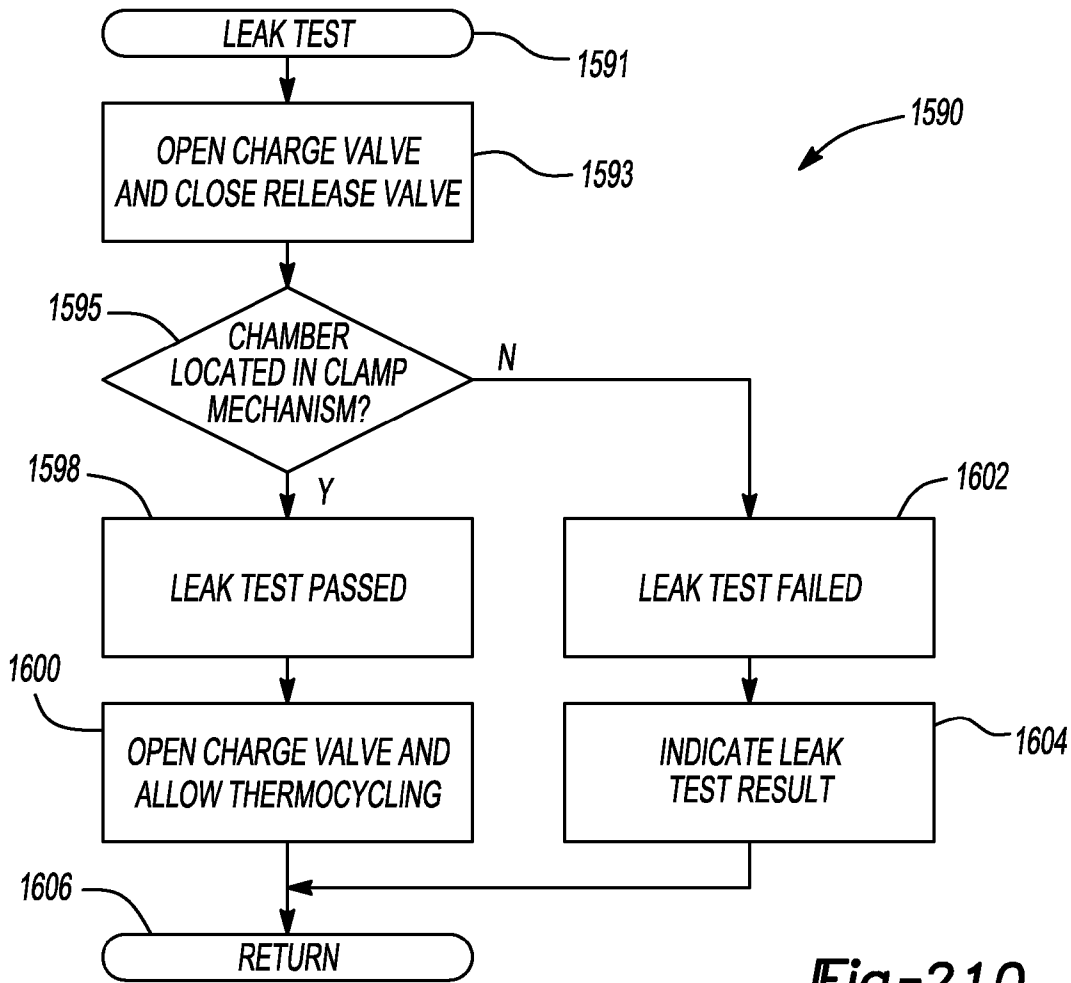 LEAK TEST
1591
1590
OPEN CHARGE VALVE
AND CLOSE RELEASE VALVE
1593
1595
CHAMBER
LOCATED IN CLAMP
MECHANISM?
N
Y
1598
LEAK TEST PASSED
1602
LEAK TEST FAILED
1600
OPEN CHARGE VALVE AND
ALLOW THERMOCYCLING
INDICATE LEAK
TEST RESULT
1604
1606
RETURN
Fig-210